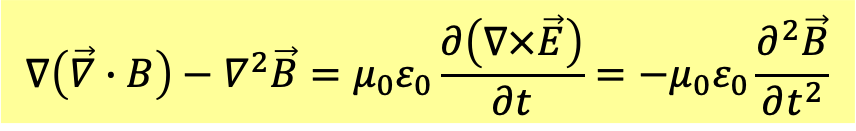 ∇(∇⃗ · B) − ∇²B⃗ = μ₀ε₀ ∂(∇×E⃗)/∂t = −μ₀ε₀ ∂²B⃗/∂t²